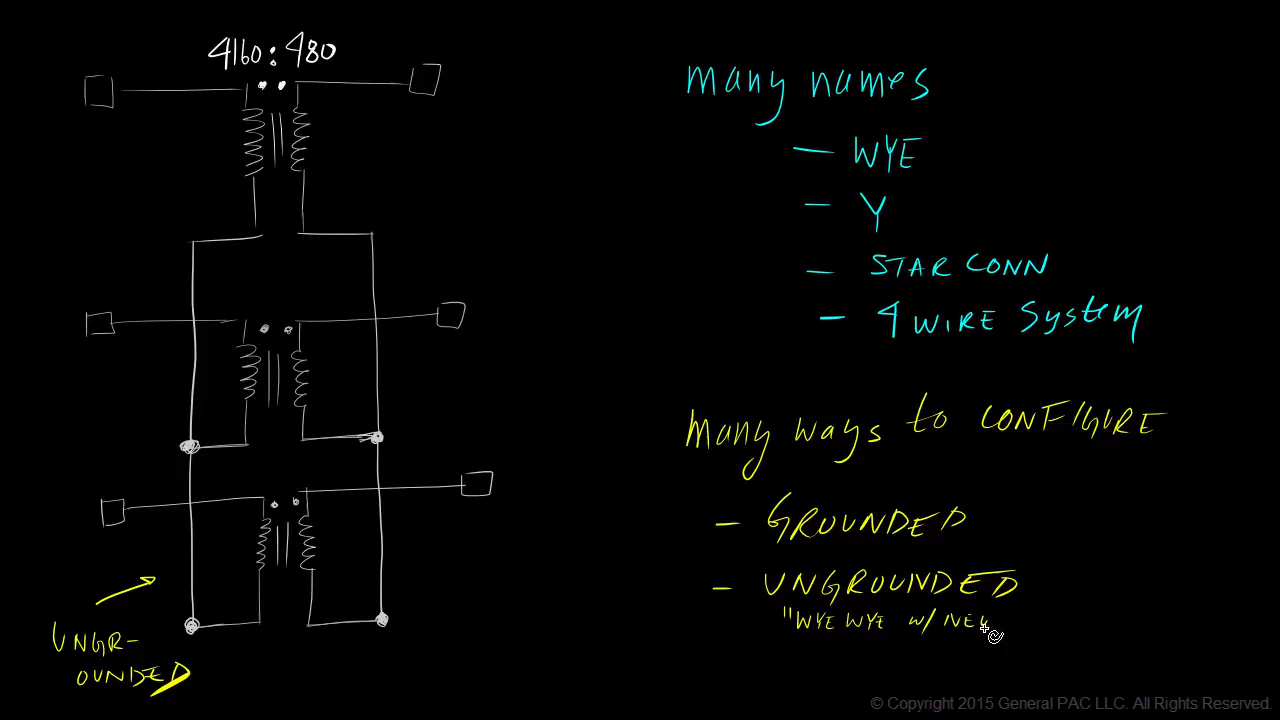 4160:480
UNGR-
OUNDED
many names
- WYE
- Y
- STAR CONN
- 4 WIRE System
many ways to CONFIGURE
- GROUNDED
- UNGROUNDED
"WYE WYE w/ NEU
© Copyright 2015 General PAC LLC. All Rights Reserved.